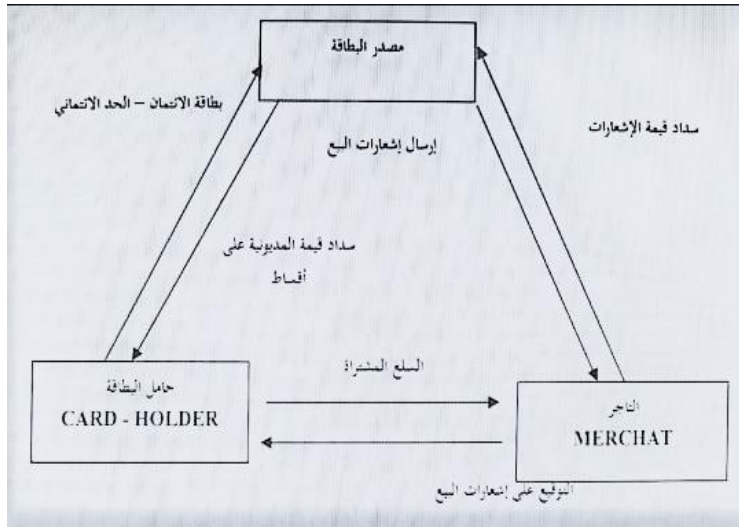 مصدر البطاقة
بطاقة الائتمان – الحد الائتماني
سداد قيمة الإشعارات
إرسال إشعارات البيع
سداد قيمة المديونية على
أقساط
السلع المشتراة
حامل البطاقة
CARD - HOLDER
التاجر
MERCHAT
التوقيع على إشعارات البيع